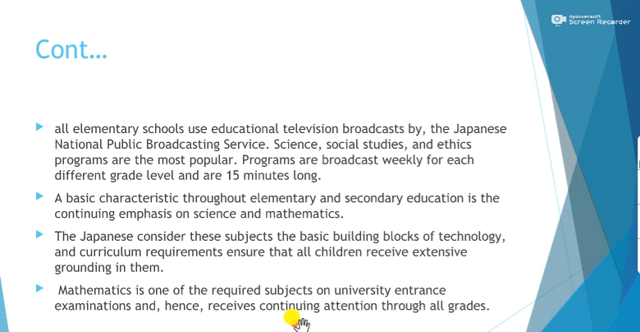 Apowersoft
Screen Recorder
Cont…
all elementary schools use educational television broadcasts by, the Japanese
National Public Broadcasting Service. Science, social studies, and ethics
programs are the most popular. Programs are broadcast weekly for each
different grade level and are 15 minutes long.
A basic characteristic throughout elementary and secondary education is the
continuing emphasis on science and mathematics.
The Japanese consider these subjects the basic building blocks of technology,
and curriculum requirements ensure that all children receive extensive
grounding in them.
Mathematics is one of the required subjects on university entrance
examinations and, hence, receives continuing attention through all grades.